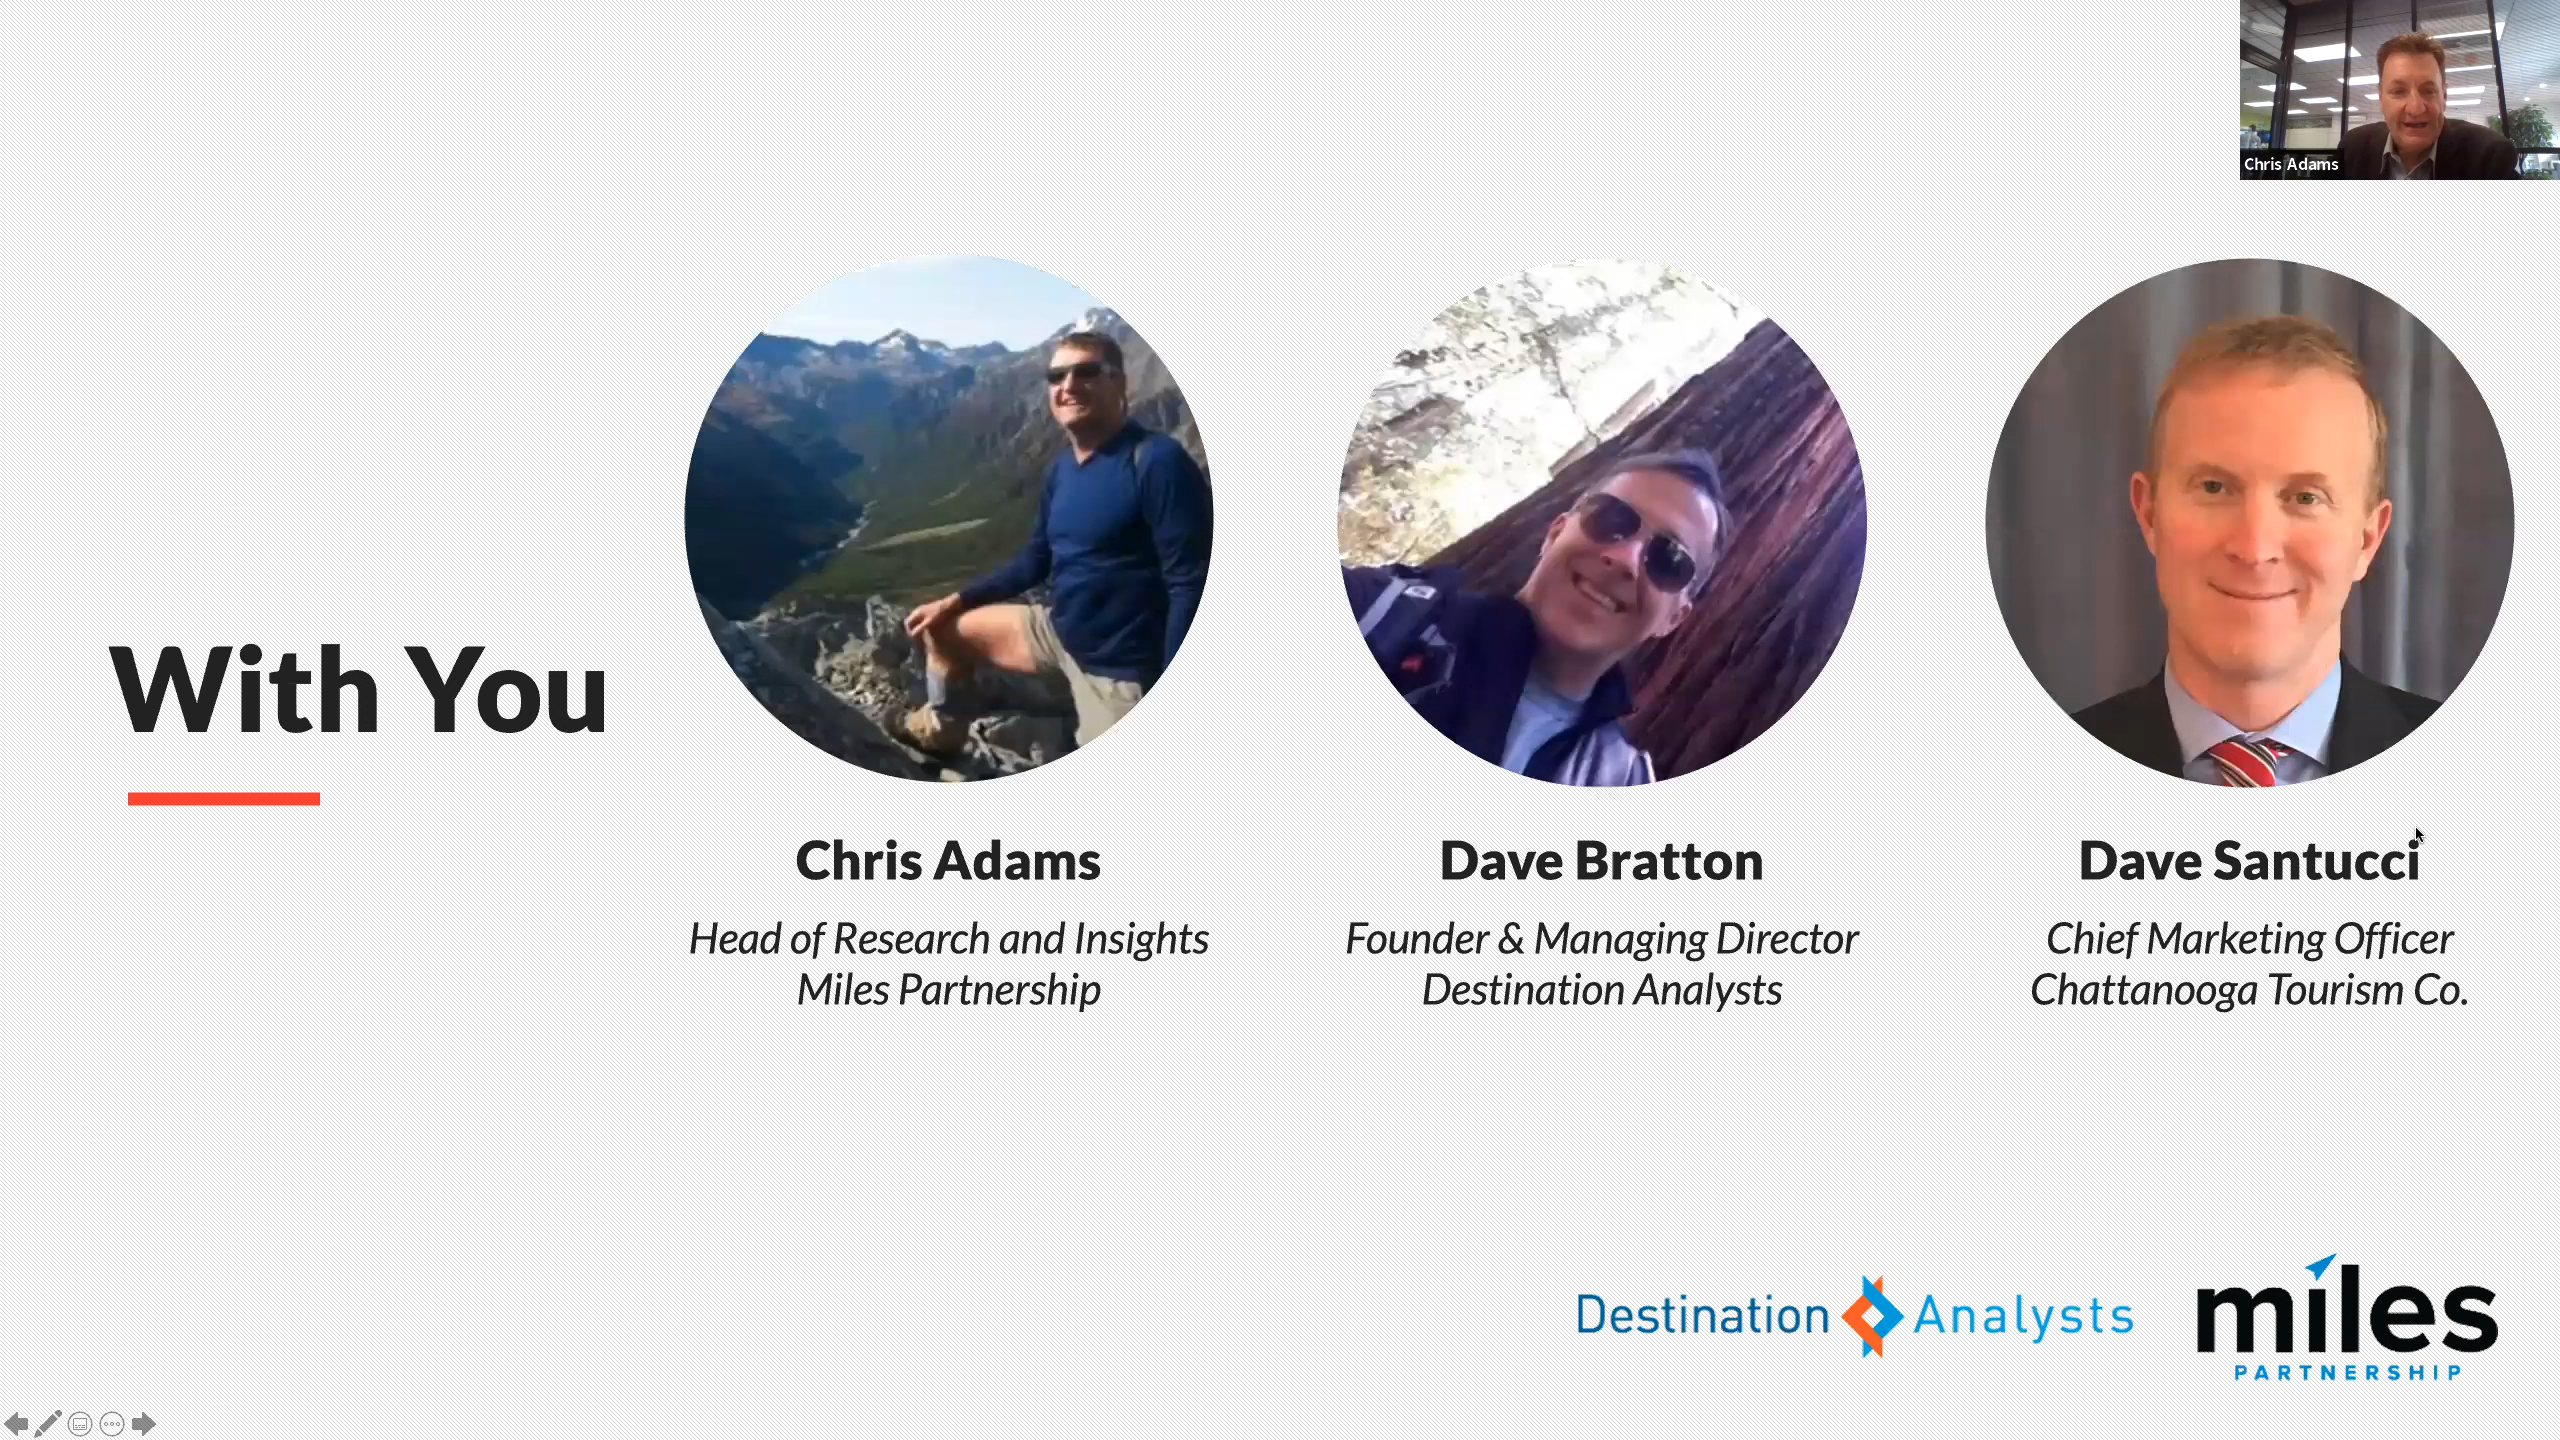 Chris Adams
With You
Chris Adams
Head of Research and Insights
Miles Partnership
Dave Bratton
Founder & Managing Director
Destination Analysts
Dave Santucci
Chief Marketing Officer
Chattanooga Tourism Co.
Destination Analysts
miles
PARTNERSHIP